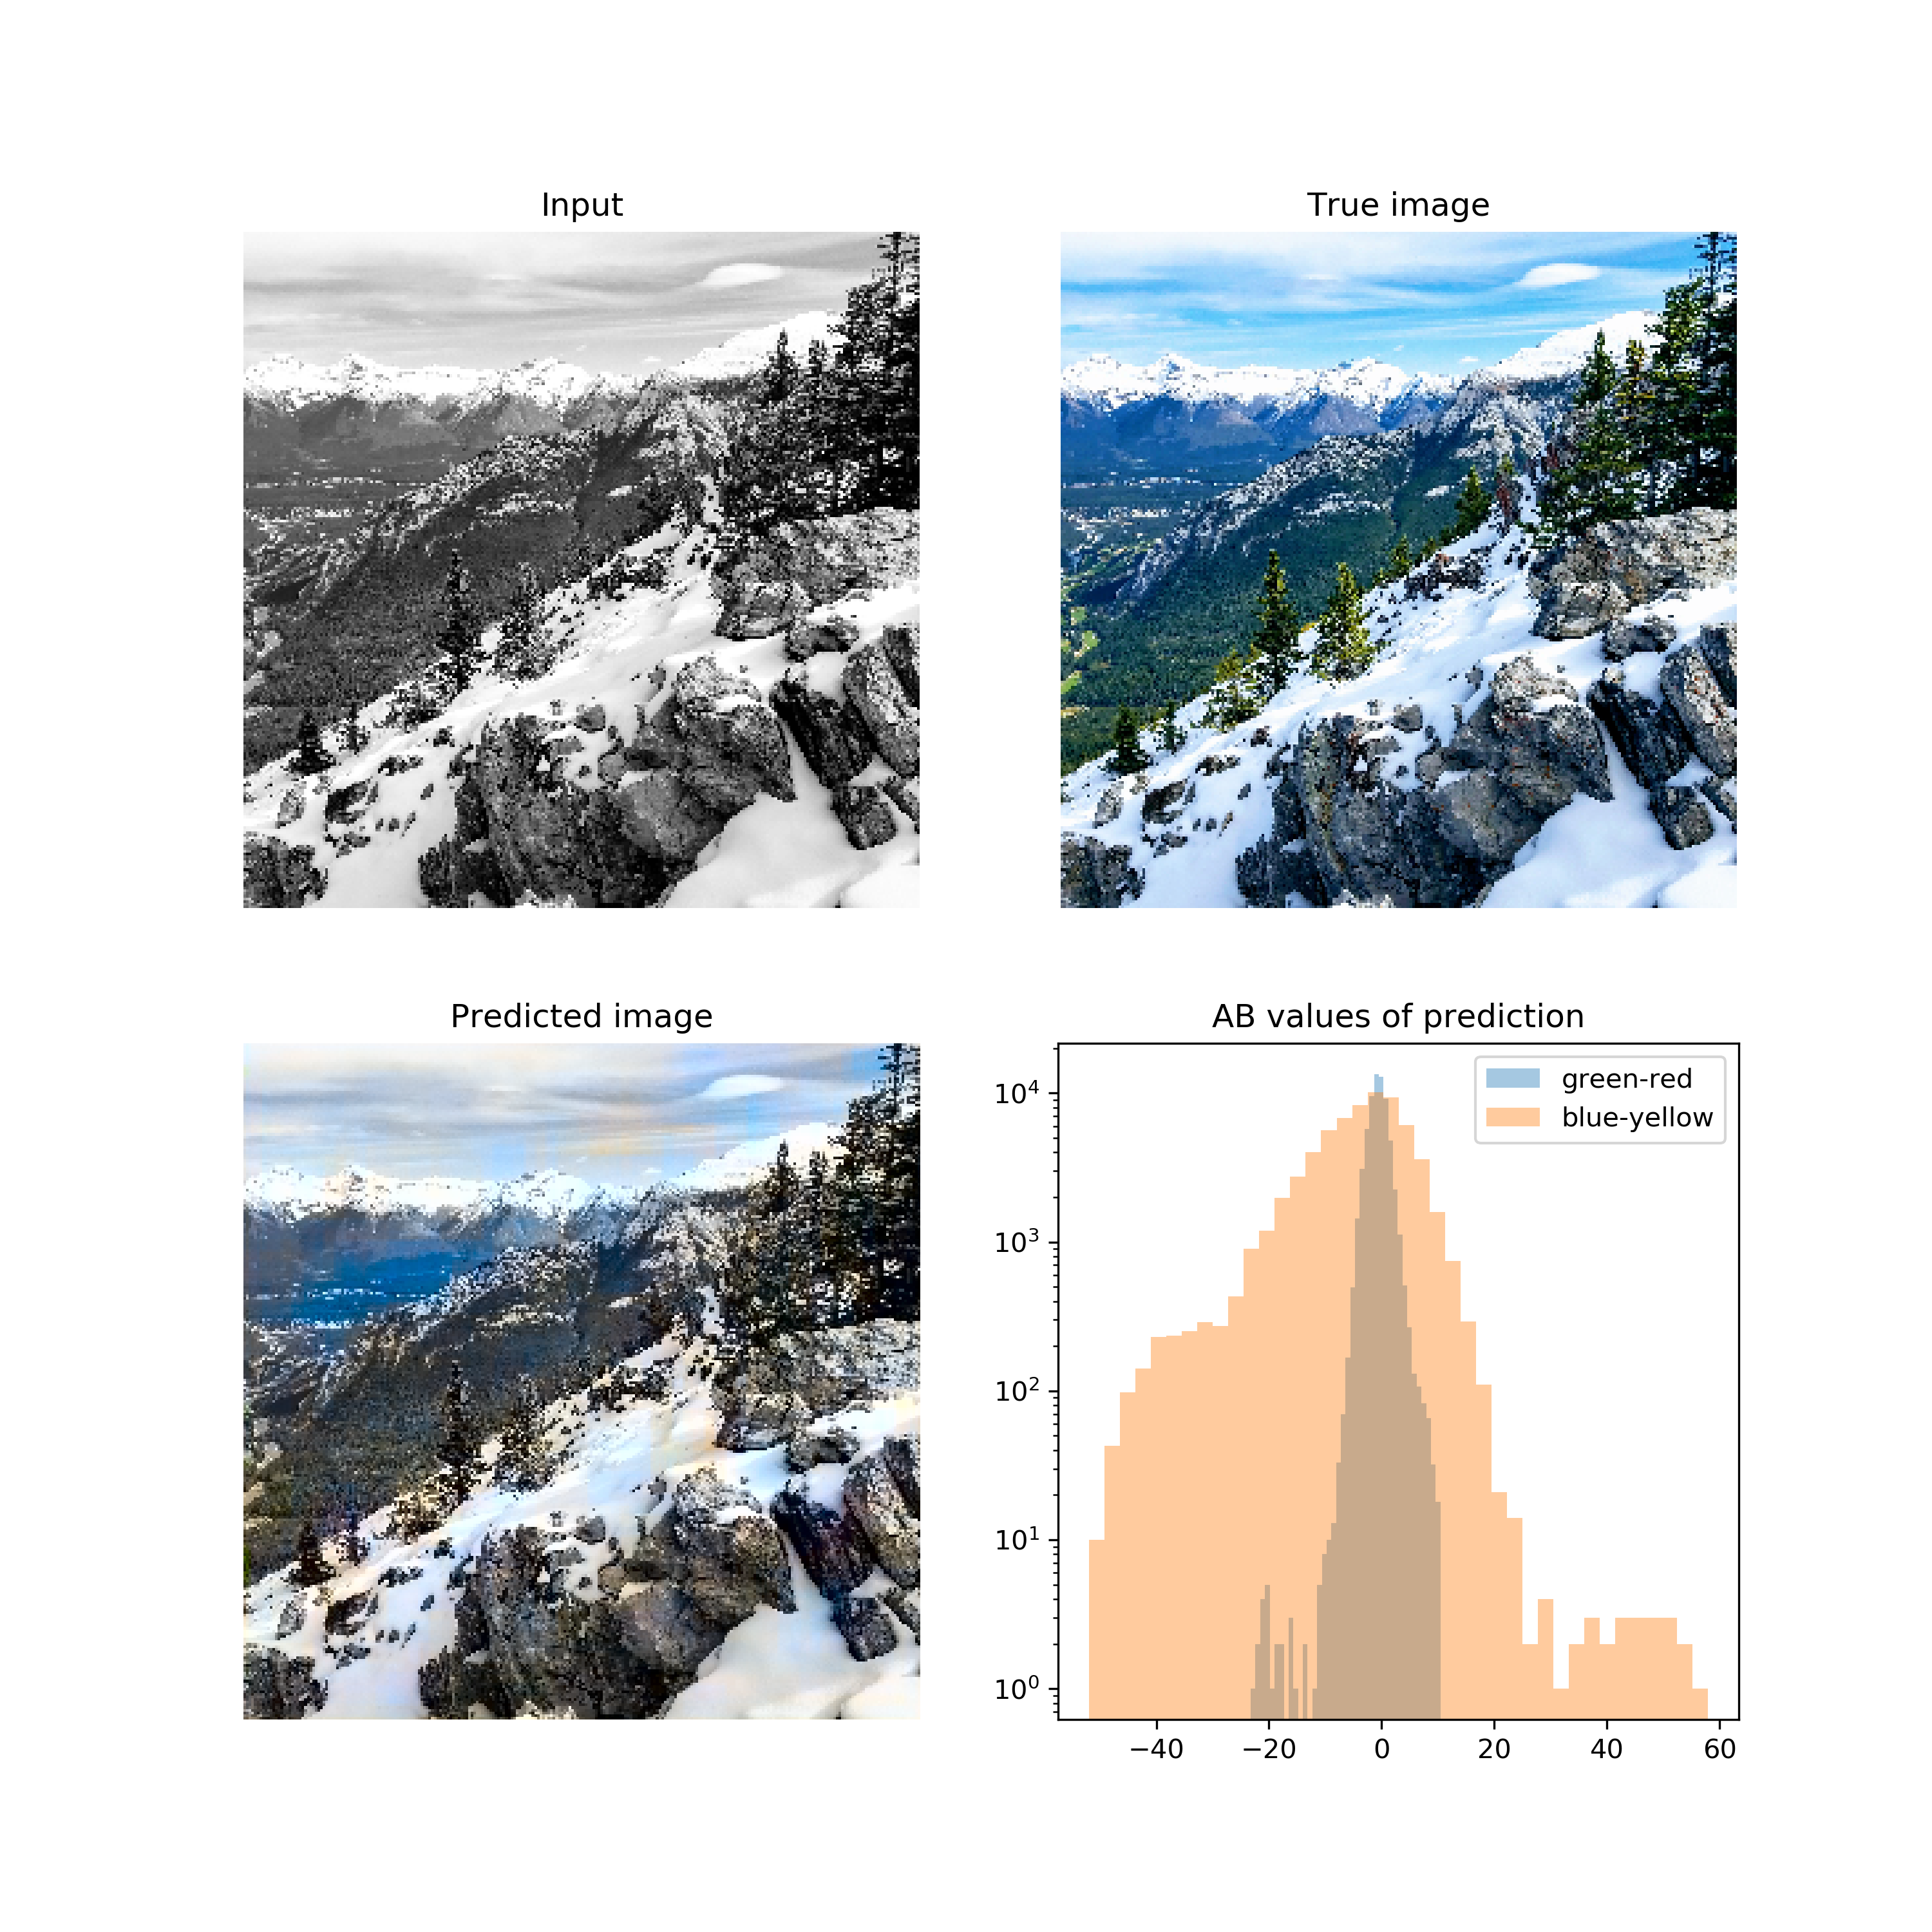 Input
True image
Predicted image
AB values of prediction
green-red
blue-yellow
10⁴
10³
10²
10¹
10⁰
−40 −20 0 20 40 60